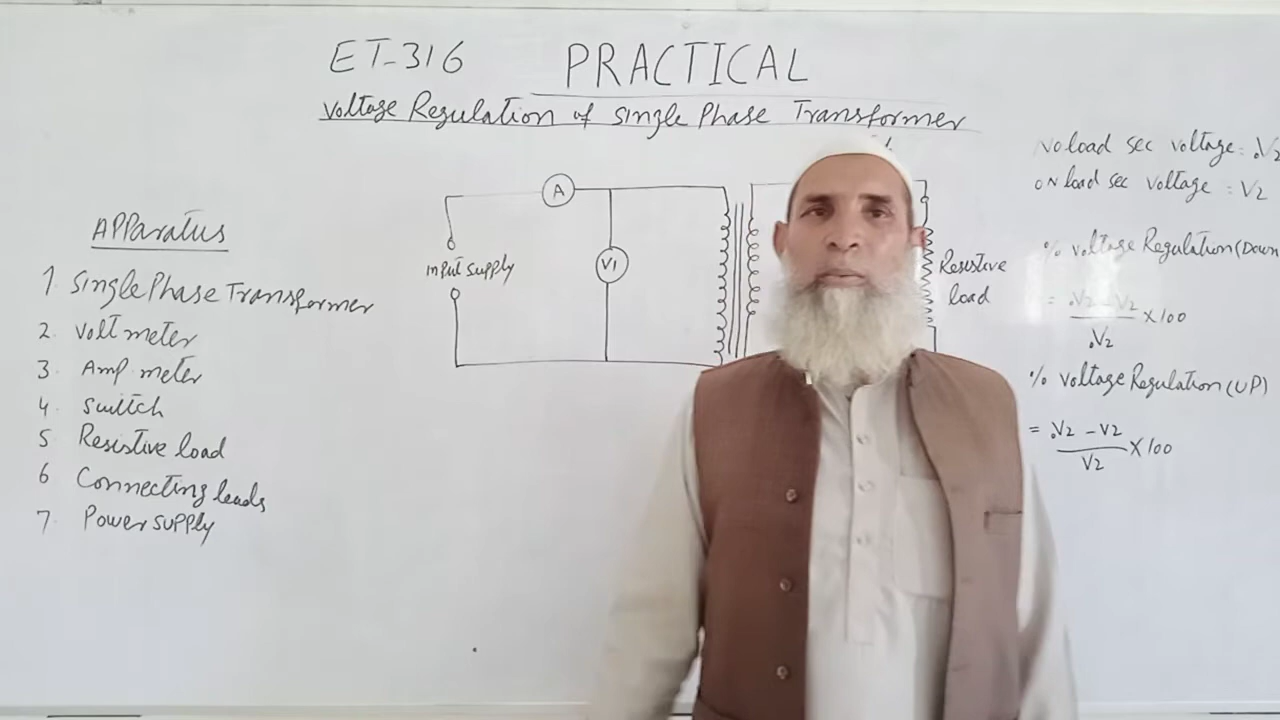 ET-316 PRACTICAL
Voltage Regulation of Single Phase Transformer
Apparatus
1 Single Phase Transformer
2. Volt meter
3. Amp meter
4. Switch
5 Resistive load
6 Connecting leads
7. Power supply
A
V1
Input supply
Resistive
load
No load sec voltage = .V2
ON load sec voltage = V2
% voltage Regulation (Down
= .V2 - V2
.V2
X100
% voltage Regulation (UP)
= .V2 - V2
V2
X100